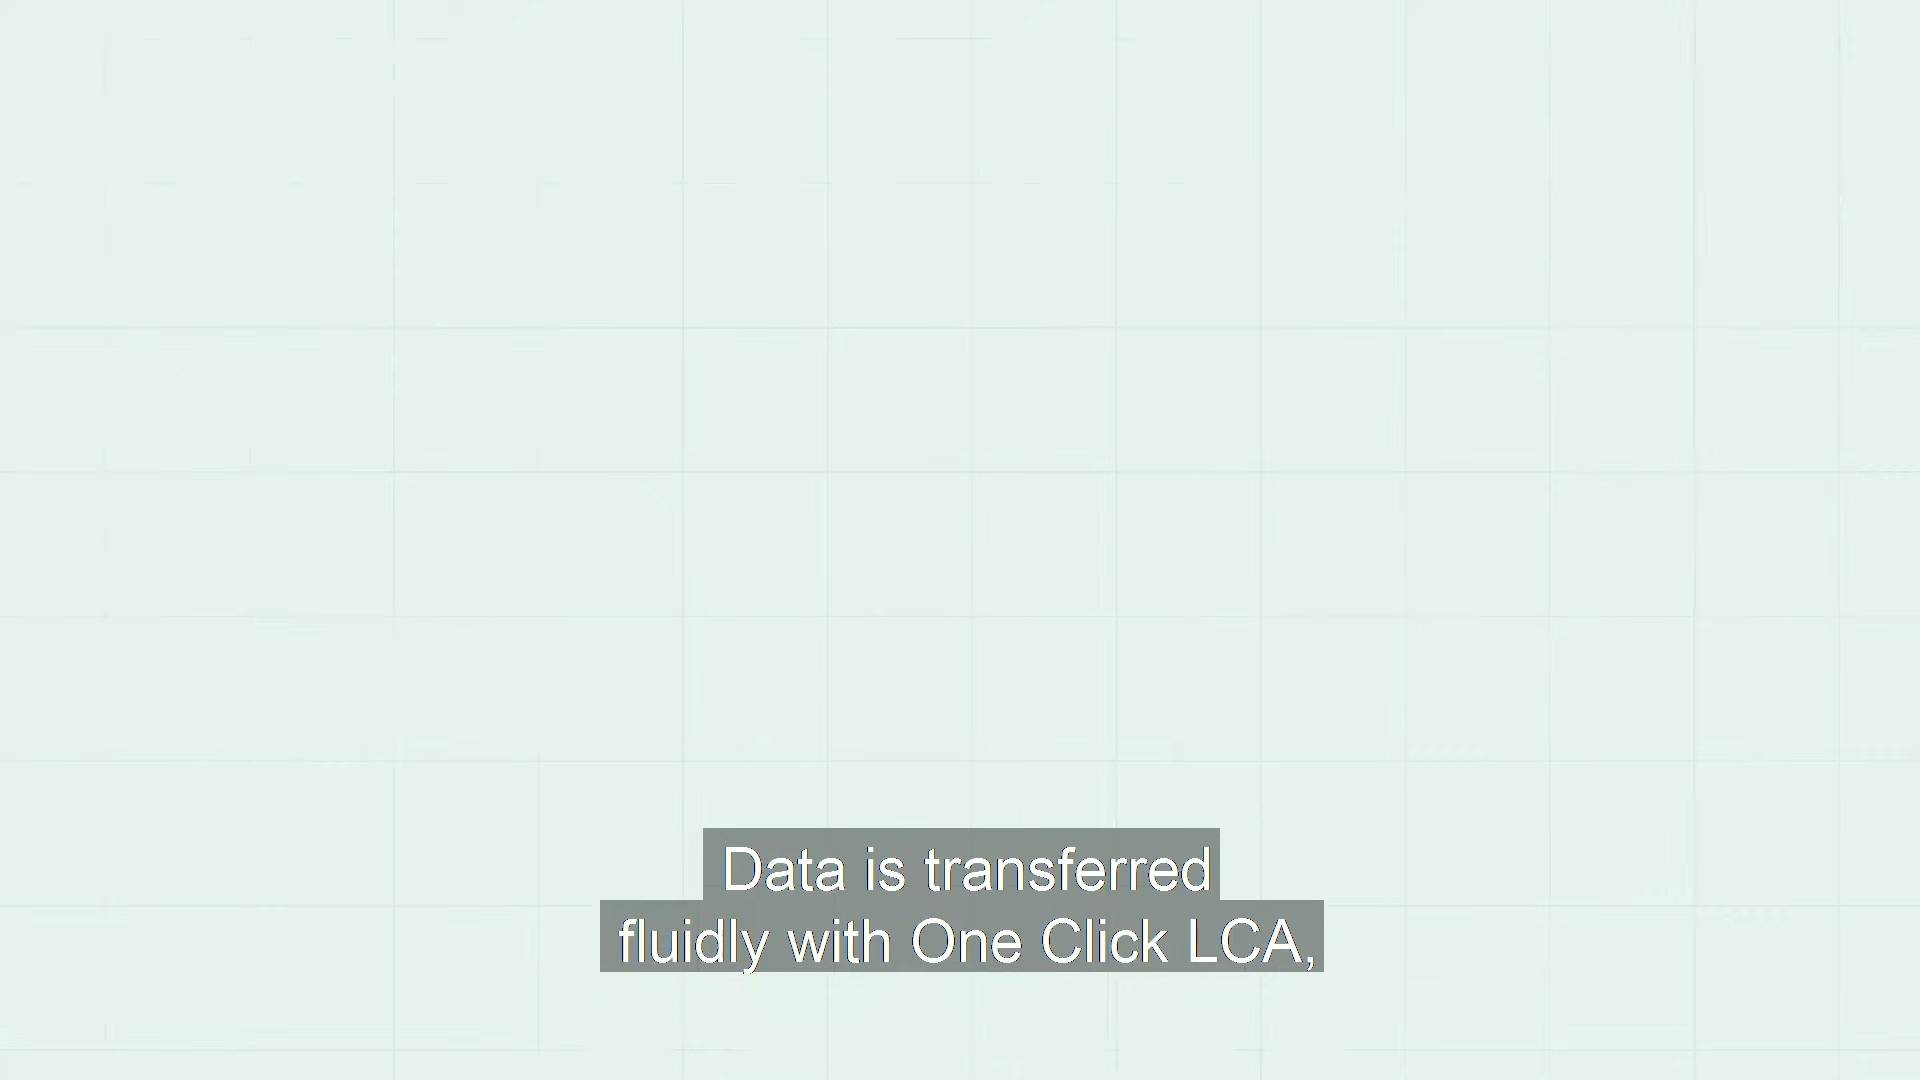 Data is transferred
fluidly with One Click LCA,